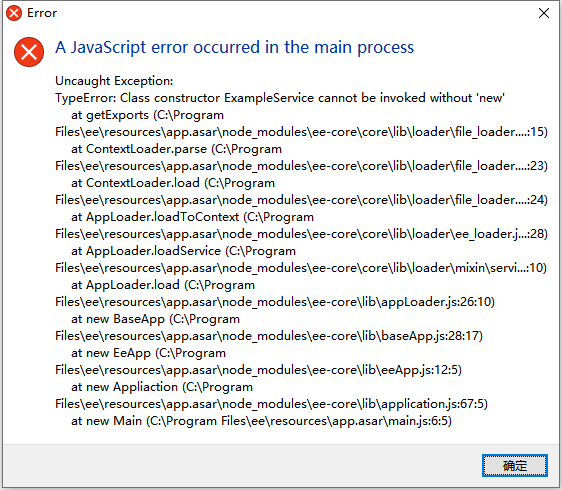 Error
A JavaScript error occurred in the main process
Uncaught Exception:
TypeError: Class constructor ExampleService cannot be invoked without 'new'
at getExports (C:\Program
Files\ee\resources\app.asar\node_modules\ee-core\core\lib\loader\file_loader....:15)
at ContextLoader.parse (C:\Program
Files\ee\resources\app.asar\node_modules\ee-core\core\lib\loader\file_loader....:23)
at ContextLoader.load (C:\Program
Files\ee\resources\app.asar\node_modules\ee-core\core\lib\loader\file_loader....:24)
at AppLoader.loadToContext (C:\Program
Files\ee\resources\app.asar\node_modules\ee-core\core\lib\loader\ee_loader.j...:28)
at AppLoader.loadService (C:\Program
Files\ee\resources\app.asar\node_modules\ee-core\core\lib\loader\mixin\servi...:10)
at AppLoader.load (C:\Program
Files\ee\resources\app.asar\node_modules\ee-core\lib\appLoader.js:26:10)
at new BaseApp (C:\Program
Files\ee\resources\app.asar\node_modules\ee-core\lib\baseApp.js:28:17)
at new EeApp (C:\Program
Files\ee\resources\app.asar\node_modules\ee-core\lib\eeApp.js:12:5)
at new Appliaction (C:\Program
Files\ee\resources\app.asar\node_modules\ee-core\lib\application.js:67:5)
at new Main (C:\Program Files\ee\resources\app.asar\main.js:6:5)
确定